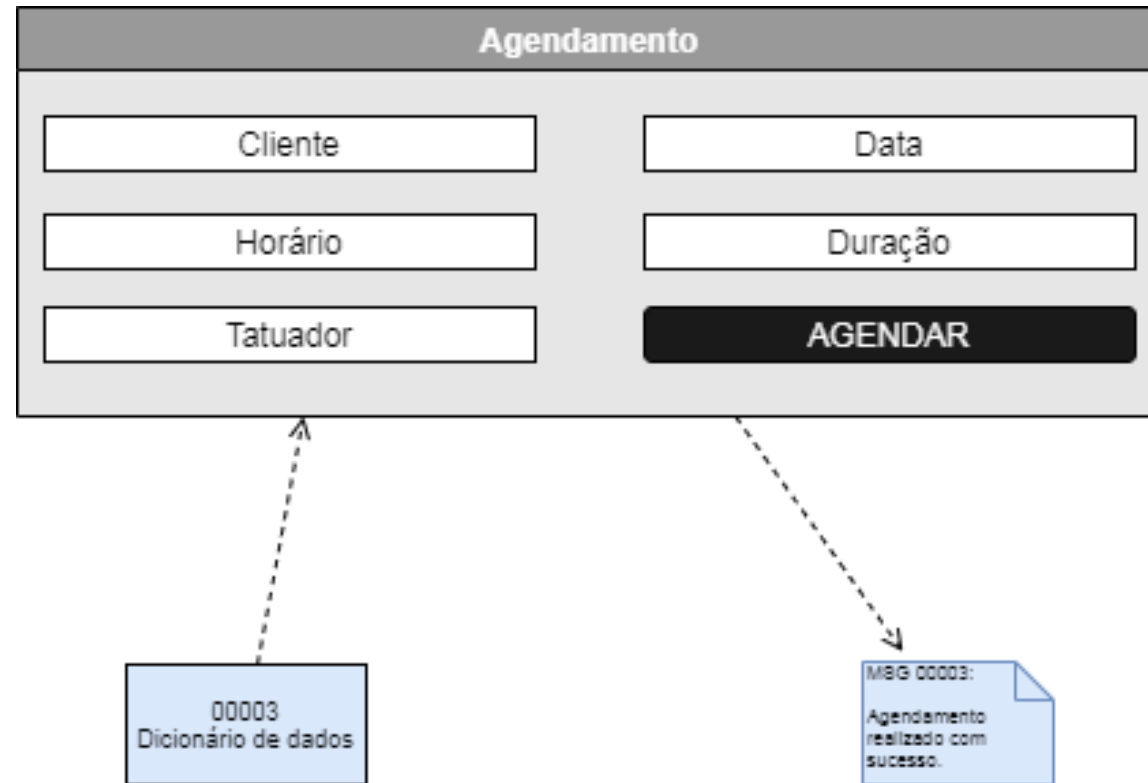 Agendamento
Cliente
Data
Horário
Duração
Tatuador
AGENDAR
00003
Dicionário de dados
MSG 00003:
Agendamento
realizado com
sucesso.